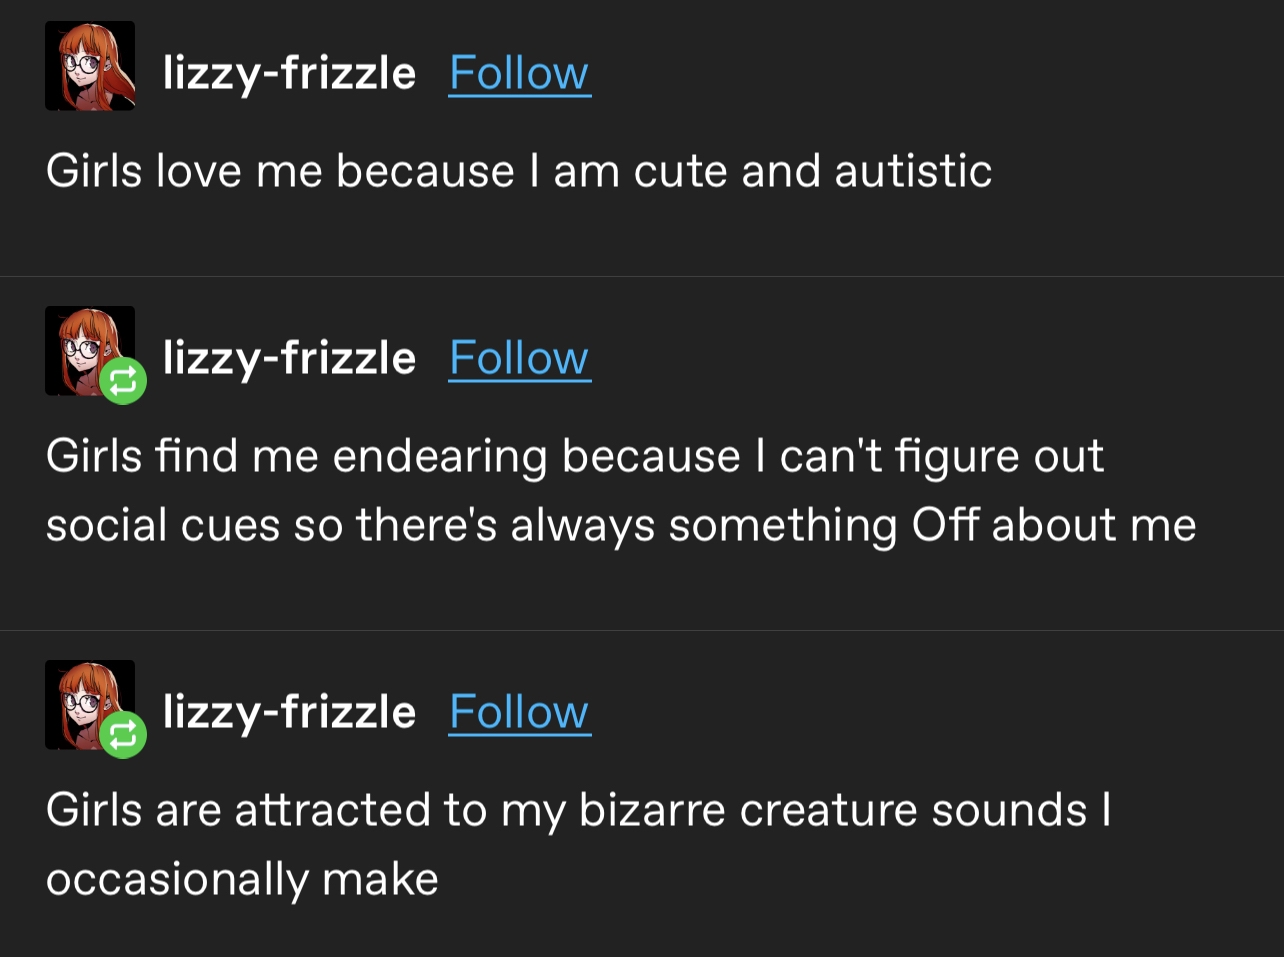 lizzy-frizzle Follow
Girls love me because I am cute and autistic
lizzy-frizzle Follow
Girls find me endearing because I can't figure out
social cues so there's always something Off about me
lizzy-frizzle Follow
Girls are attracted to my bizarre creature sounds I
occasionally make